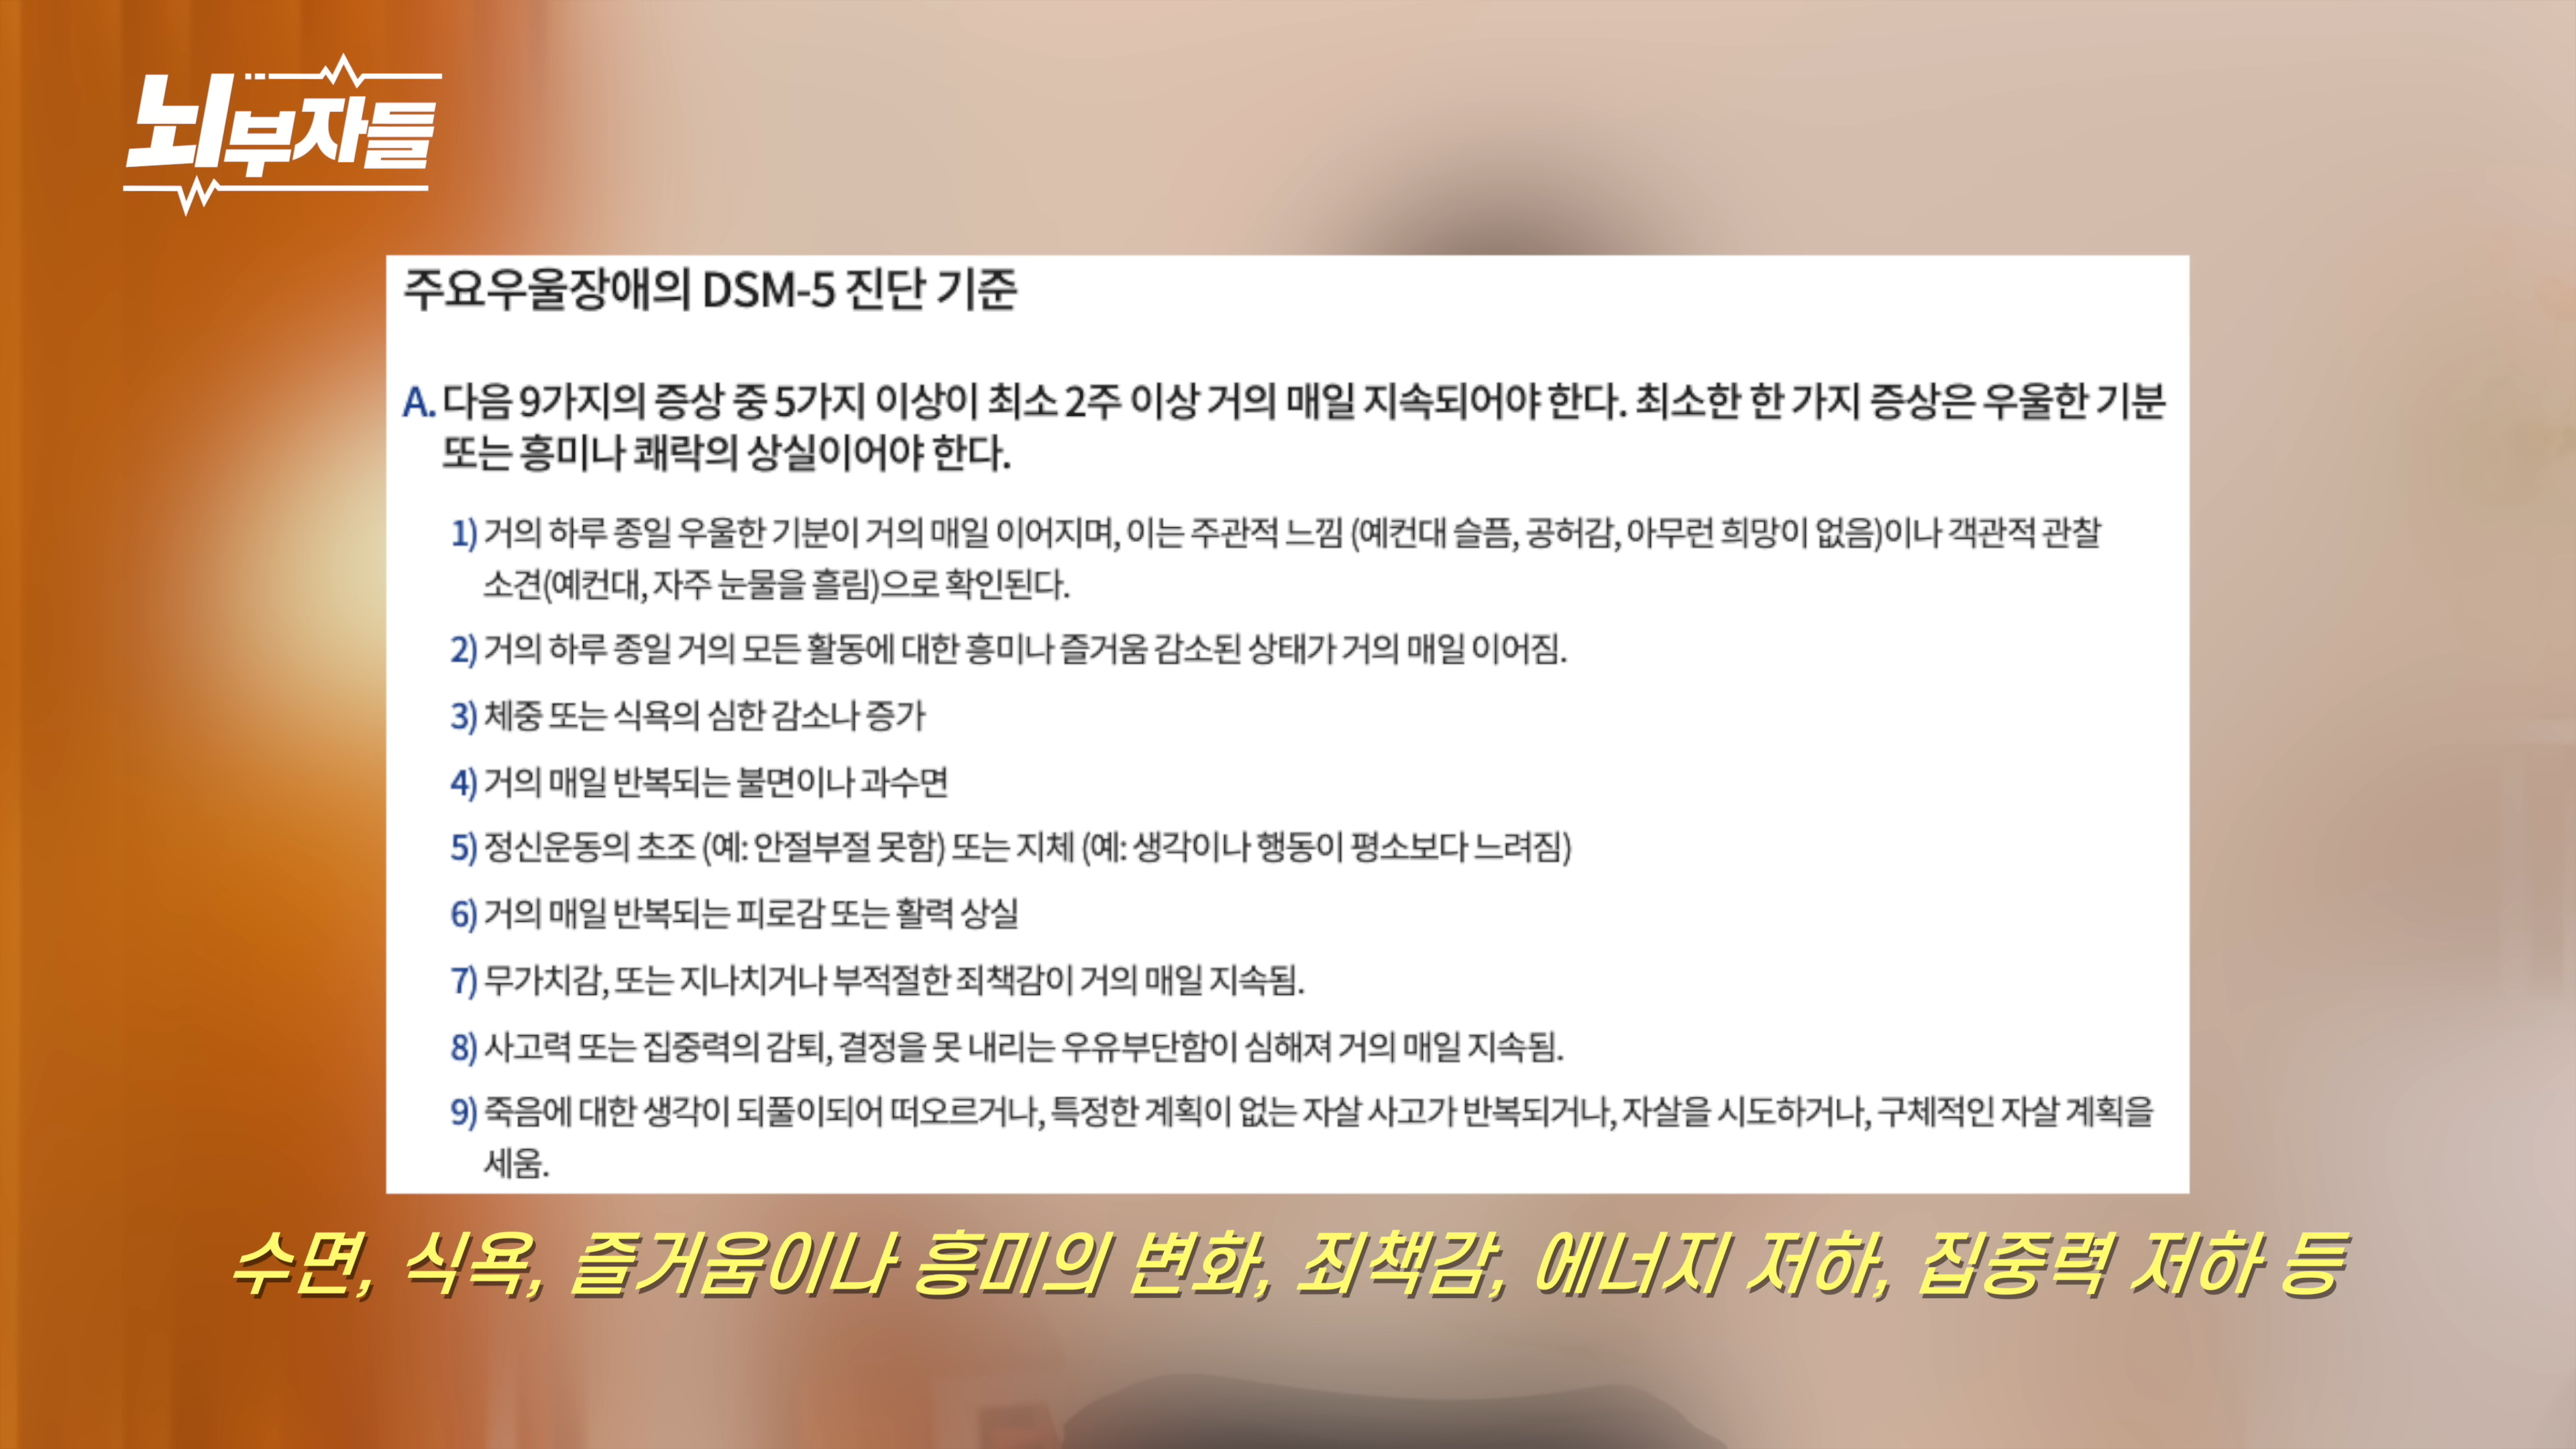 뇌부자들
주요우울장애의 DSM-5 진단 기준
A. 다음 9가지의 증상 중 5가지 이상이 최소 2주 이상 거의 매일 지속되어야 한다. 최소한 한 가지 증상은 우울한 기분
또는 흥미나 쾌락의 상실이어야 한다.
1) 거의 하루 종일 우울한 기분이 거의 매일 이어지며, 이는 주관적 느낌 (예컨대 슬픔, 공허감, 아무런 희망이 없음)이나 객관적 관찰
소견(예컨대, 자주 눈물을 흘림)으로 확인된다.
2) 거의 하루 종일 거의 모든 활동에 대한 흥미나 즐거움 감소된 상태가 거의 매일 이어짐.
3) 체중 또는 식욕의 심한 감소나 증가
4) 거의 매일 반복되는 불면이나 과수면
5) 정신운동의 초조 (예: 안절부절 못함) 또는 지체 (예: 생각이나 행동이 평소보다 느려짐)
6) 거의 매일 반복되는 피로감 또는 활력 상실
7) 무가치감, 또는 지나치거나 부적절한 죄책감이 거의 매일 지속됨.
8) 사고력 또는 집중력의 감퇴, 결정을 못 내리는 우유부단함이 심해져 거의 매일 지속됨.
9) 죽음에 대한 생각이 되풀이되어 떠오르거나, 특정한 계획이 없는 자살 사고가 반복되거나, 자살을 시도하거나, 구체적인 자살 계획을
세움.
수면, 식욕, 즐거움이나 흥미의 변화, 죄책감, 에너지 저하, 집중력 저하 등